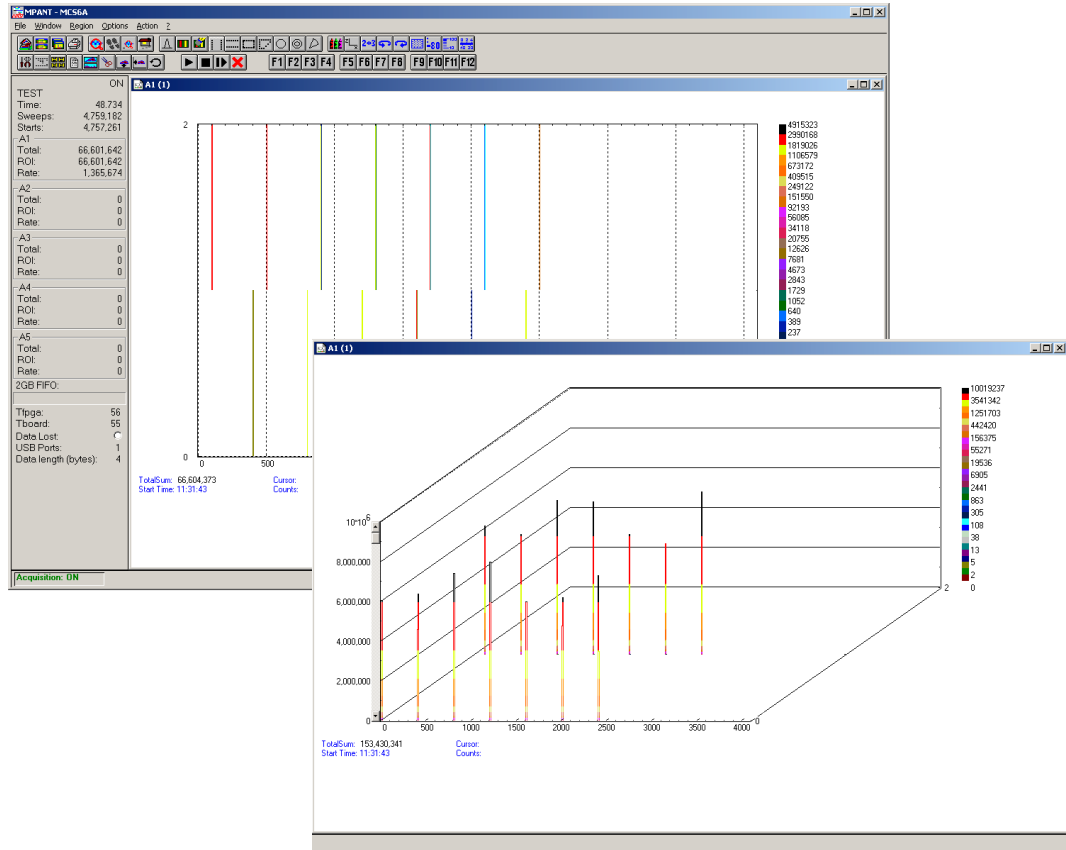 MPANT - MCS6A
File Window Region Options Action ?
F1 F2 F3 F4 F5 F6 F7 F8 F9 F10 F11 F12
ON
TEST
Time: 48.734
Sweeps: 4,759,182
Starts: 4,757,261
A1
Total: 66,601,642
ROI: 66,601,642
Rate: 1,365,674
A2
Total: 0
ROI: 0
Rate: 0
A3
Total: 0
ROI: 0
Rate: 0
A4
Total: 0
ROI: 0
Rate: 0
A5
Total: 0
ROI: 0
Rate: 0
2GB FIFO:
Tfpga: 56
Tboard: 55
Data Lost:
USB Ports: 1
Data length (bytes): 4
Acquisition: ON
A1 (1)
2
0
0 500
4915323
2990168
1819026
1106579
673172
409515
249122
151550
92193
56085
34118
20755
12626
7681
4673
2843
1729
1052
640
389
237
TotalSum: 66,604,373 Cursor:
Start Time: 11:31:43 Counts:
A1 (1)
10*10^6
8,000,000
6,000,000
4,000,000
2,000,000
0
0 500 1000 1500 2000 2500 3000 3500 4000
0
2
10019237
3541342
1251703
442420
156375
55271
19536
6905
2441
863
305
108
38
13
5
2
0
TotalSum: 153,430,341 Cursor:
Start Time: 11:31:43 Counts: